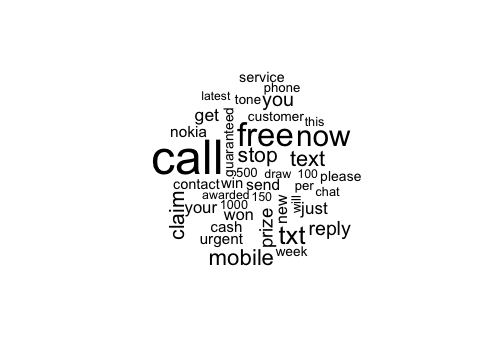 service
phone
latest tone you
get customer this
nokia guaranteed free now
call stop text
500 draw 100 please
contact win send per chat
awarded 150 will
claim your 1000 new just
won prize
cash txt reply
urgent
mobile week